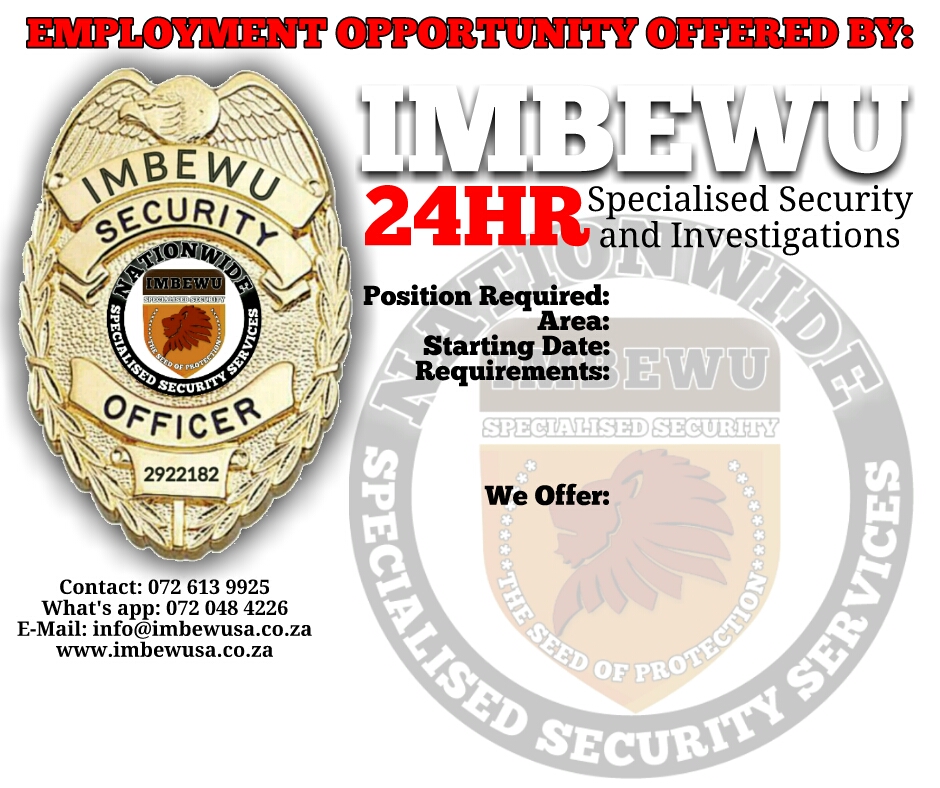 EMPLOYMENT OPPORTUNITY OFFERED BY:
IMBEWU
24HR Specialised Security
and Investigations
IMBEWU
SECURITY
NATIONWIDE
IMBEWU
SPECIALISED SECURITY
THE SEED OF PROTECTION
SPECIALISED SECURITY SERVICES
OFFICER
2922182
Contact: 072 613 9925
What's app: 072 048 4226
E-Mail: info@imbewusa.co.za
www.imbewusa.co.za
Position Required:
Area:
Starting Date:
Requirements:
We Offer:
NATIONWIDE
IMBEWU
SPECIALISED SECURITY
THE SEED OF PROTECTION
SPECIALISED SECURITY SERVICES